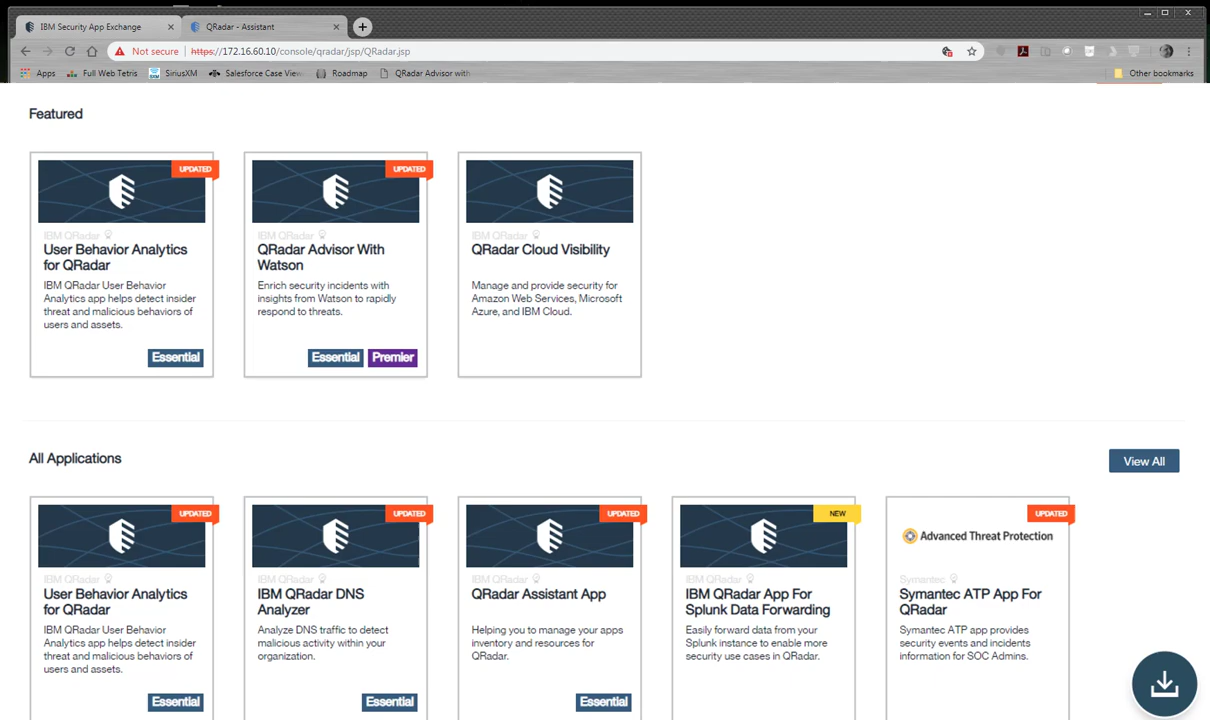 IBM Security App Exchange
QRadar - Assistant
Not secure | https://172.16.60.10/console/qradar/jsp/QRadar.jsp
Apps Full Web Tetris SiriusXM Salesforce Case View Roadmap QRadar Advisor with
Other bookmarks
Featured
UPDATED
IBM QRadar
User Behavior Analytics
for QRadar
IBM QRadar User Behavior
Analytics app helps detect insider
threat and malicious behaviors of
users and assets.
Essential
UPDATED
IBM QRadar
QRadar Advisor With
Watson
Enrich security incidents with
insights from Watson to rapidly
respond to threats.
Essential Premier
IBM QRadar
QRadar Cloud Visibility
Manage and provide security for
Amazon Web Services, Microsoft
Azure, and IBM Cloud.
All Applications
View All
UPDATED
IBM QRadar
User Behavior Analytics
for QRadar
IBM QRadar User Behavior
Analytics app helps detect insider
threat and malicious behaviors of
users and assets.
Essential
UPDATED
IBM QRadar
IBM QRadar DNS
Analyzer
Analyze DNS traffic to detect
malicious activity within your
organization.
Essential
UPDATED
IBM QRadar
QRadar Assistant App
Helping you to manage your apps
inventory and resources for
QRadar.
Essential
NEW
IBM QRadar
IBM QRadar App For
Splunk Data Forwarding
Easily forward data from your
Splunk instance to enable more
security use cases in QRadar.
UPDATED
Advanced Threat Protection
Symantec
Symantec ATP App For
QRadar
Symantec ATP app provides
security events and incidents
information for SOC Admins.